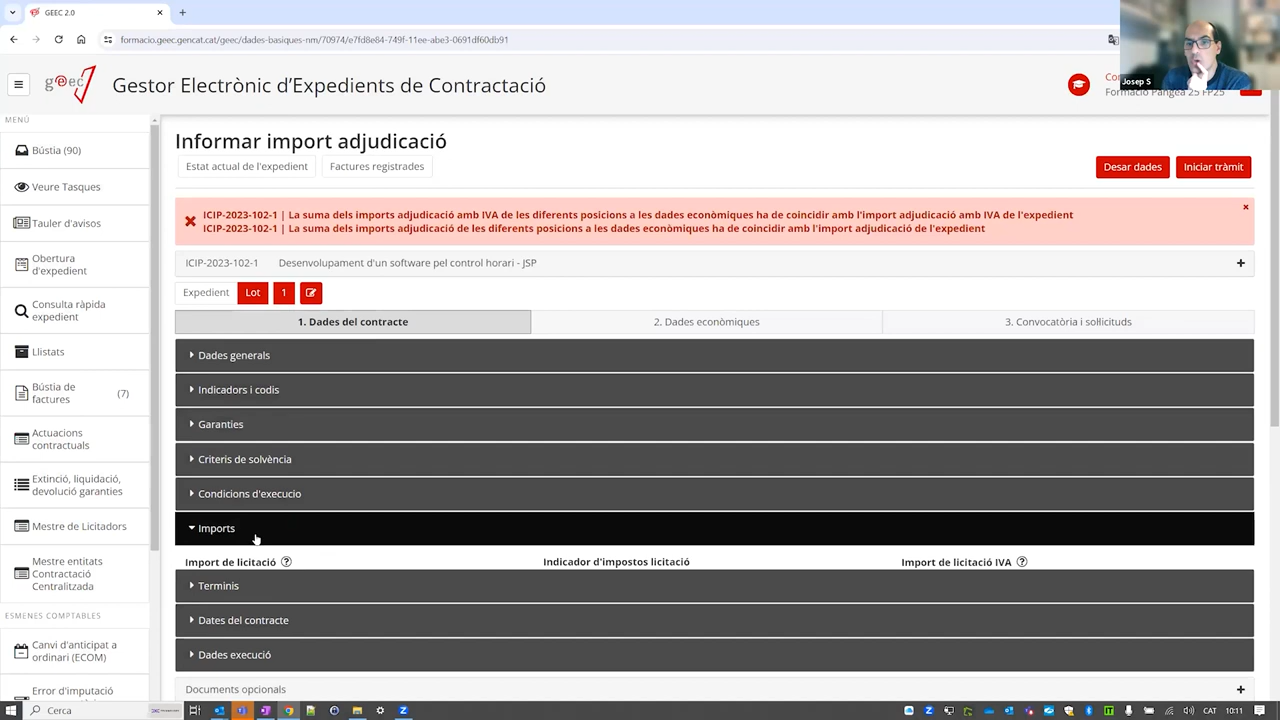 GEEC 2.0
formacio.geec.gencat.cat/geec/dades-basiques-nm/70974/e7fd8e84-749f-11ee-abe3-0691df60db91
Josep S
geec
Gestor Electrònic d'Expedients de Contractació
Formació Pangea 25 FP25
MENÚ
Bústia (90)
Veure Tasques
Tauler d'avisos
Obertura
d'expedient
Consulta ràpida
expedient
Llistats
Bústia de
factures
(7)
Actuacions
contractuals
Extinció, liquidació,
devolució garanties
Mestre de Licitadors
Mestre entitats
Contractació
Centralitzada
ESMENES COMPTABLES
Canvi d'anticipat a
ordinari (ECOM)
Error d'imputació
Informar import adjudicació
Estat actual de l'expedient
Factures registrades
Desar dades
Iniciar tràmit
ICIP-2023-102-1 | La suma dels imports adjudicació amb IVA de les diferents posicions a les dades econòmiques ha de coincidir amb l'import adjudicació amb IVA de l'expedient
ICIP-2023-102-1 | La suma dels imports adjudicació de les diferents posicions a les dades econòmiques ha de coincidir amb l'import adjudicació de l'expedient
ICIP-2023-102-1 Desenvolupament d'un software pel control horari - JSP
Expedient Lot 1
1. Dades del contracte
2. Dades econòmiques
3. Convocatòria i sol·licituds
Dades generals
Indicadors i codis
Garanties
Criteris de solvència
Condicions d'execucio
Imports
Import de licitació
Indicador d'impostos licitació
Import de licitació IVA
Terminis
Dates del contracte
Dades execució
Documents opcionals
Cerca
CAT 10:11